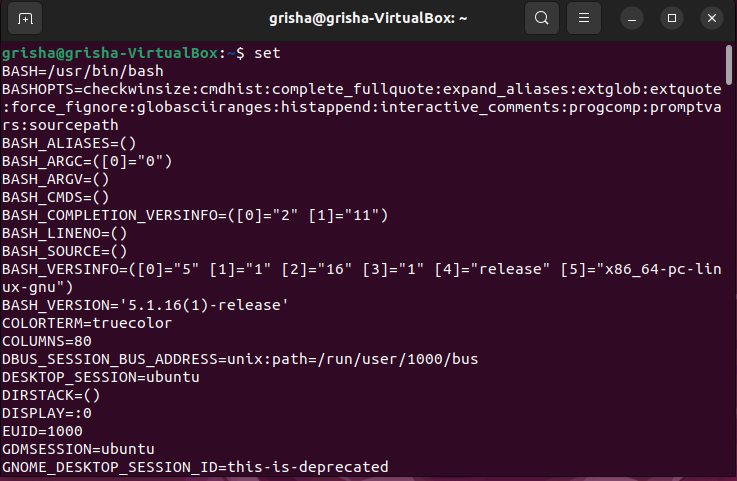 grisha@grisha-VirtualBox: ~
grisha@grisha-VirtualBox:~$ set
BASH=/usr/bin/bash
BASHOPTS=checkwinsize:cmdhist:complete_fullquote:expand_aliases:extglob:extquote
:force_fignore:globasciiranges:histappend:interactive_comments:progcomp:promptva
rs:sourcepath
BASH_ALIASES=()
BASH_ARGC=([0]="0")
BASH_ARGV=()
BASH_CMDS=()
BASH_COMPLETION_VERSINFO=([0]="2" [1]="11")
BASH_LINENO=()
BASH_SOURCE=()
BASH_VERSINFO=([0]="5" [1]="1" [2]="16" [3]="1" [4]="release" [5]="x86_64-pc-lin
ux-gnu")
BASH_VERSION='5.1.16(1)-release'
COLORTERM=truecolor
COLUMNS=80
DBUS_SESSION_BUS_ADDRESS=unix:path=/run/user/1000/bus
DESKTOP_SESSION=ubuntu
DIRSTACK=()
DISPLAY=:0
EUID=1000
GDMSESSION=ubuntu
GNOME_DESKTOP_SESSION_ID=this-is-deprecated